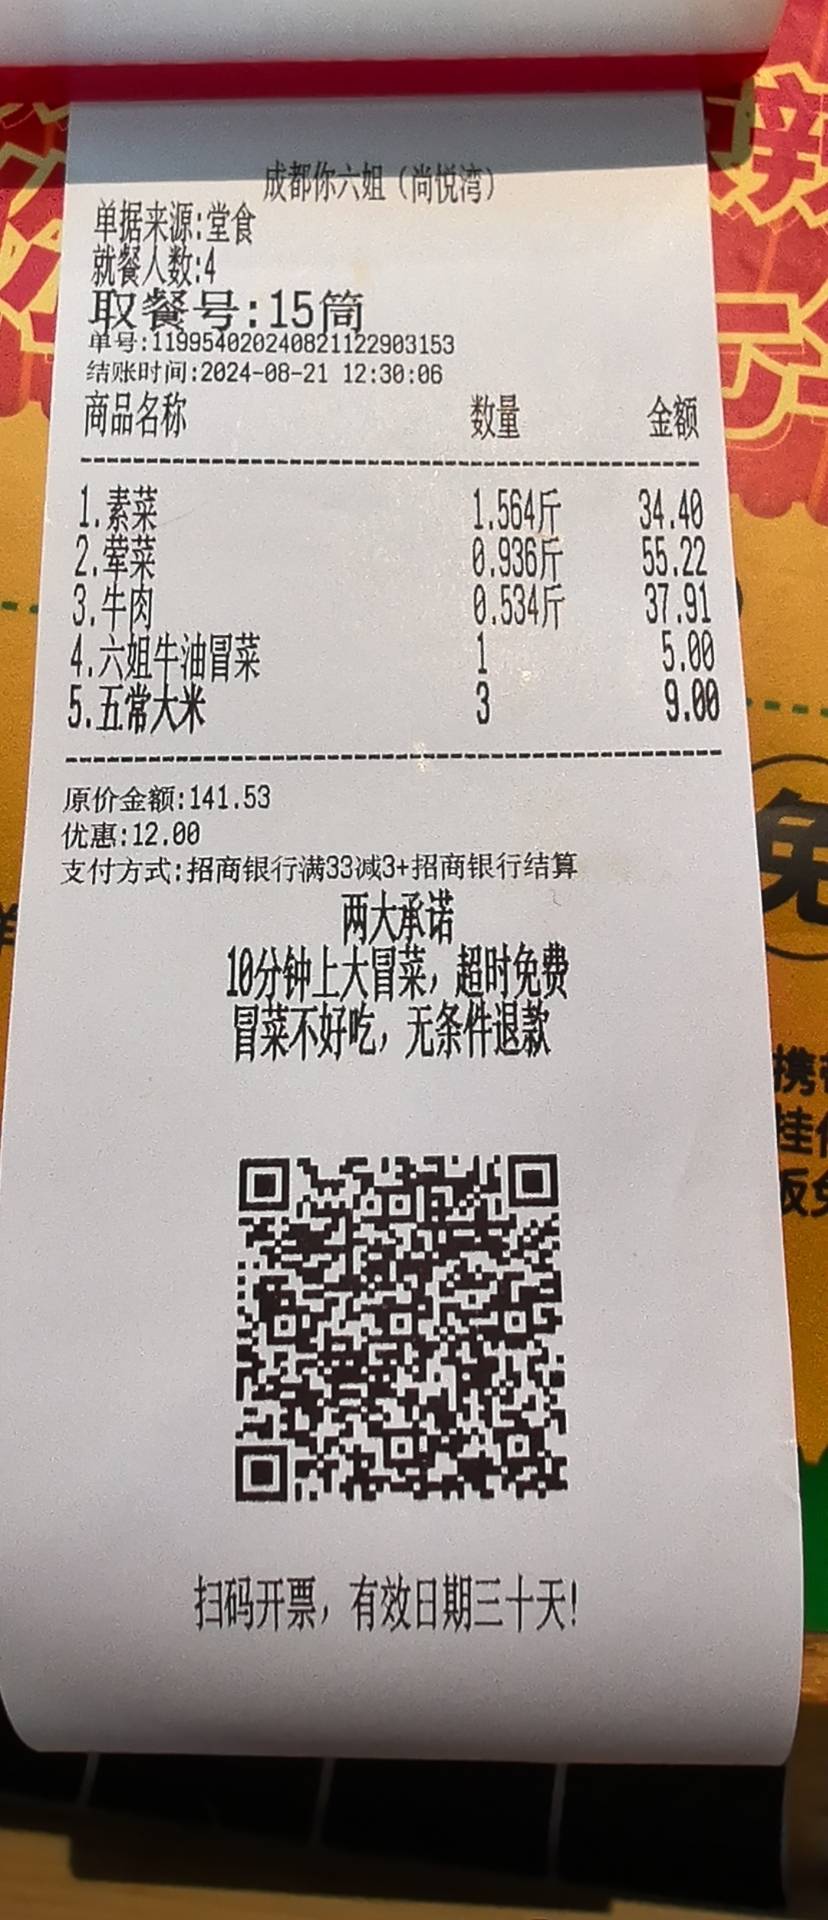 成都你六姐（尚悦湾）
单据来源:堂食
就餐人数:4
取餐号:15筒
单号:119954020240821122903153
结账时间:2024-08-21 12:30:06
商品名称 数量 金额
1.素菜 1.564斤 34.40
2.荤菜 0.936斤 55.22
3.牛肉 0.534斤 37.91
4.六姐牛油冒菜 1 5.00
5.五常大米 3 9.00
原价金额:141.53
优惠:12.00
支付方式:招商银行满33减3+招商银行结算
两大承诺
10分钟上大冒菜，超时免费
冒菜不好吃，无条件退款
扫码开票，有效日期三十天!
免
携